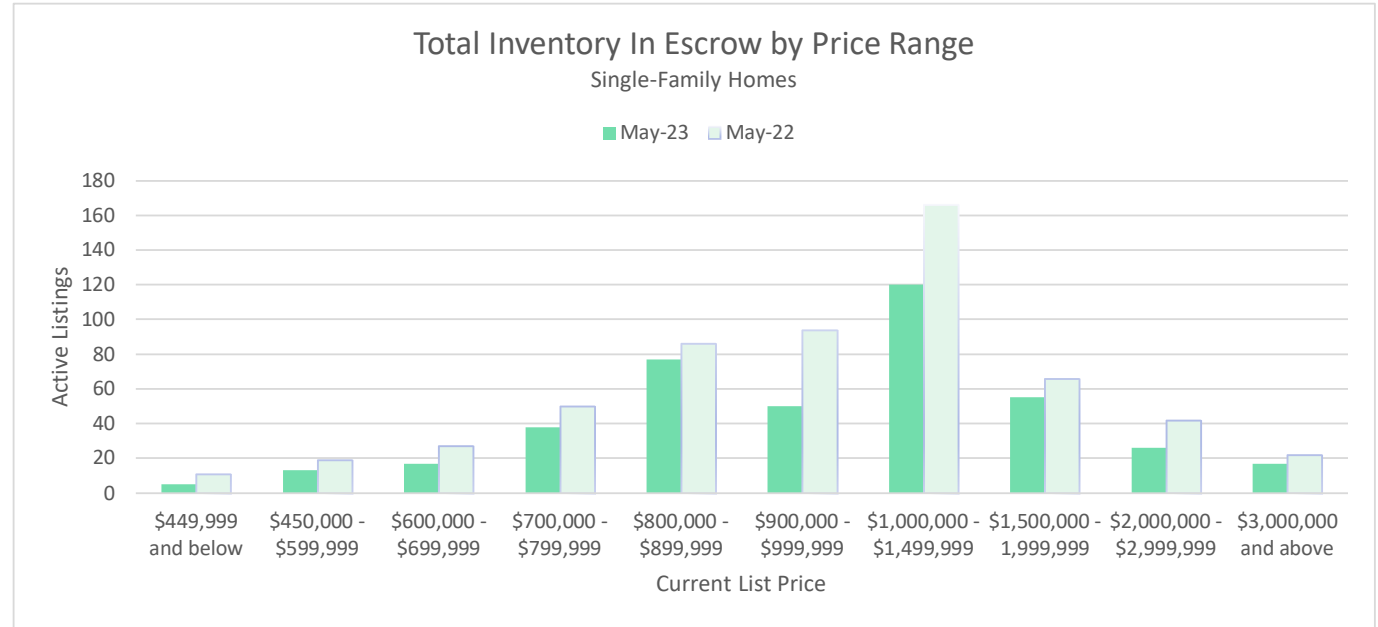 Total Inventory In Escrow by Price Range
Single-Family Homes
May-23 May-22
Active Listings
180
160
140
120
100
80
60
40
20
0
$449,999 $450,000 - $600,000 - $700,000 - $800,000 - $900,000 - $1,000,000 - $1,500,000 - $2,000,000 - $3,000,000
and below $599,999 $699,999 $799,999 $899,999 $999,999 $1,499,999 1,999,999 $2,999,999 and above
Current List Price